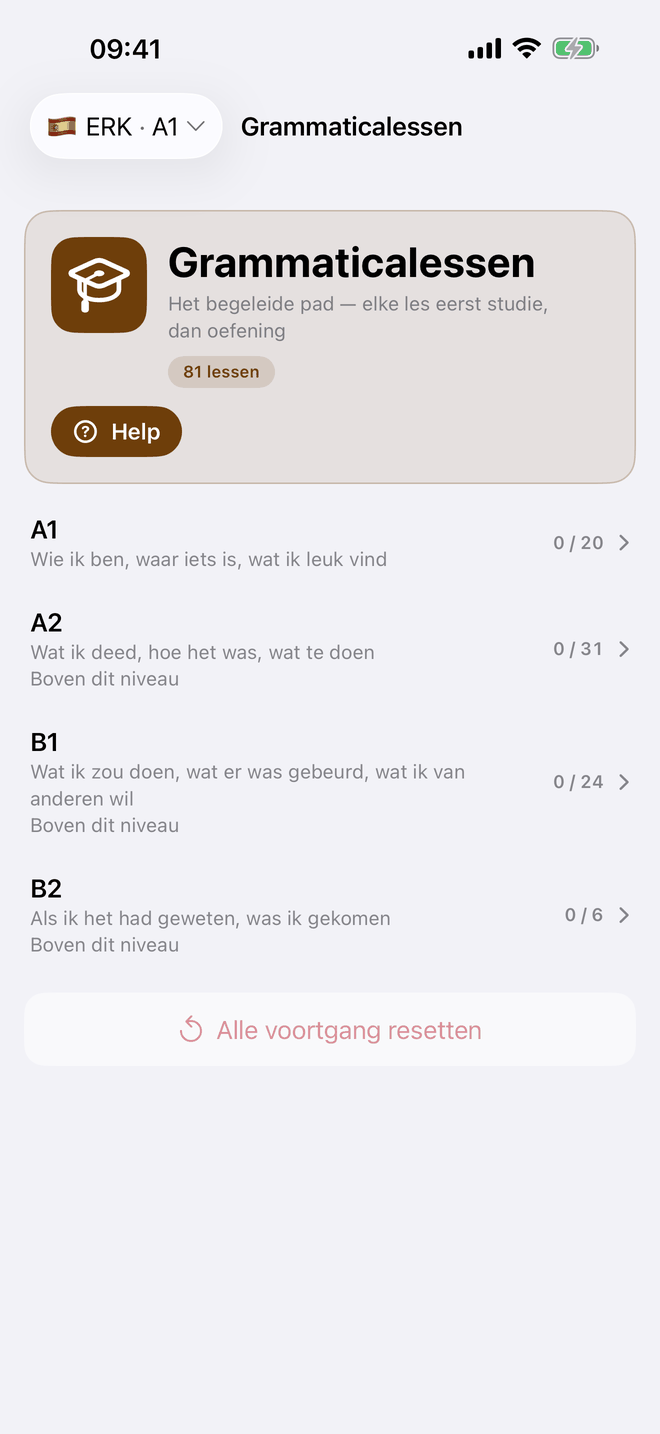 09:41
ERK · A1
Grammaticalessen
Grammaticalessen
Het begeleide pad — elke les eerst studie,
dan oefening
81 lessen
Help
A1
Wie ik ben, waar iets is, wat ik leuk vind
0 / 20
A2
Wat ik deed, hoe het was, wat te doen
Boven dit niveau
0 / 31
B1
Wat ik zou doen, wat er was gebeurd, wat ik van
anderen wil
Boven dit niveau
0 / 24
B2
Als ik het had geweten, was ik gekomen
Boven dit niveau
0 / 6
Alle voortgang resetten